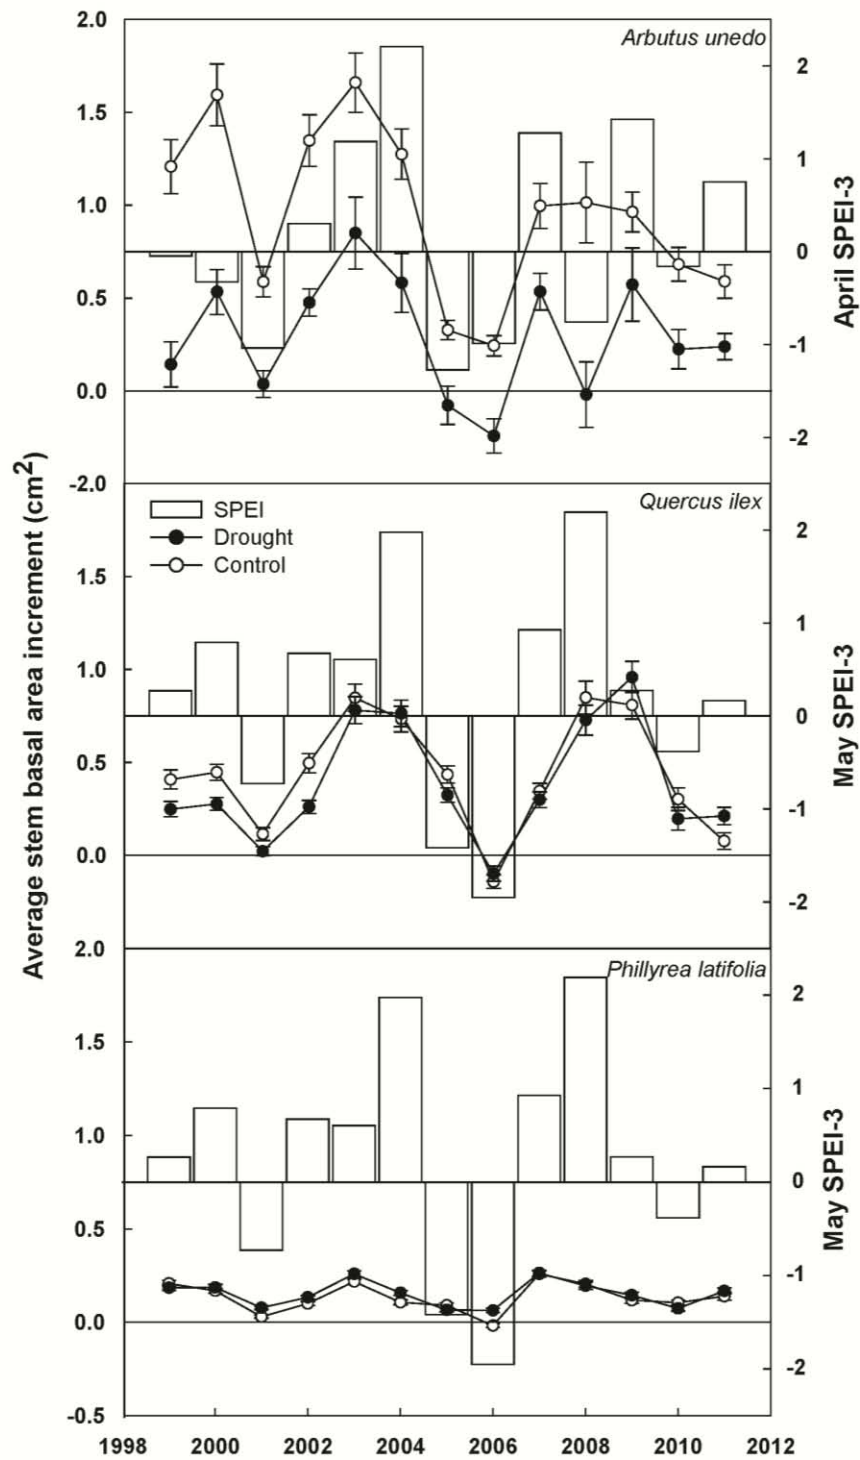 Arbutus unedo
2.0
1.5
1.0
0.5
0.0
2
1
0
-1
-2
April SPEI-3
Average stem basal area increment (cm2)
Quercus ilex
SPEI
Drought
Control
-2.0
1.5
1.0
0.5
0.0
2
1
0
-1
-2
May SPEI-3
Phillyrea latifolia
2.0
1.5
1.0
0.5
0.0
-0.5
2
1
0
-1
-2
May SPEI-3
1998 2000 2002 2004 2006 2008 2010 2012